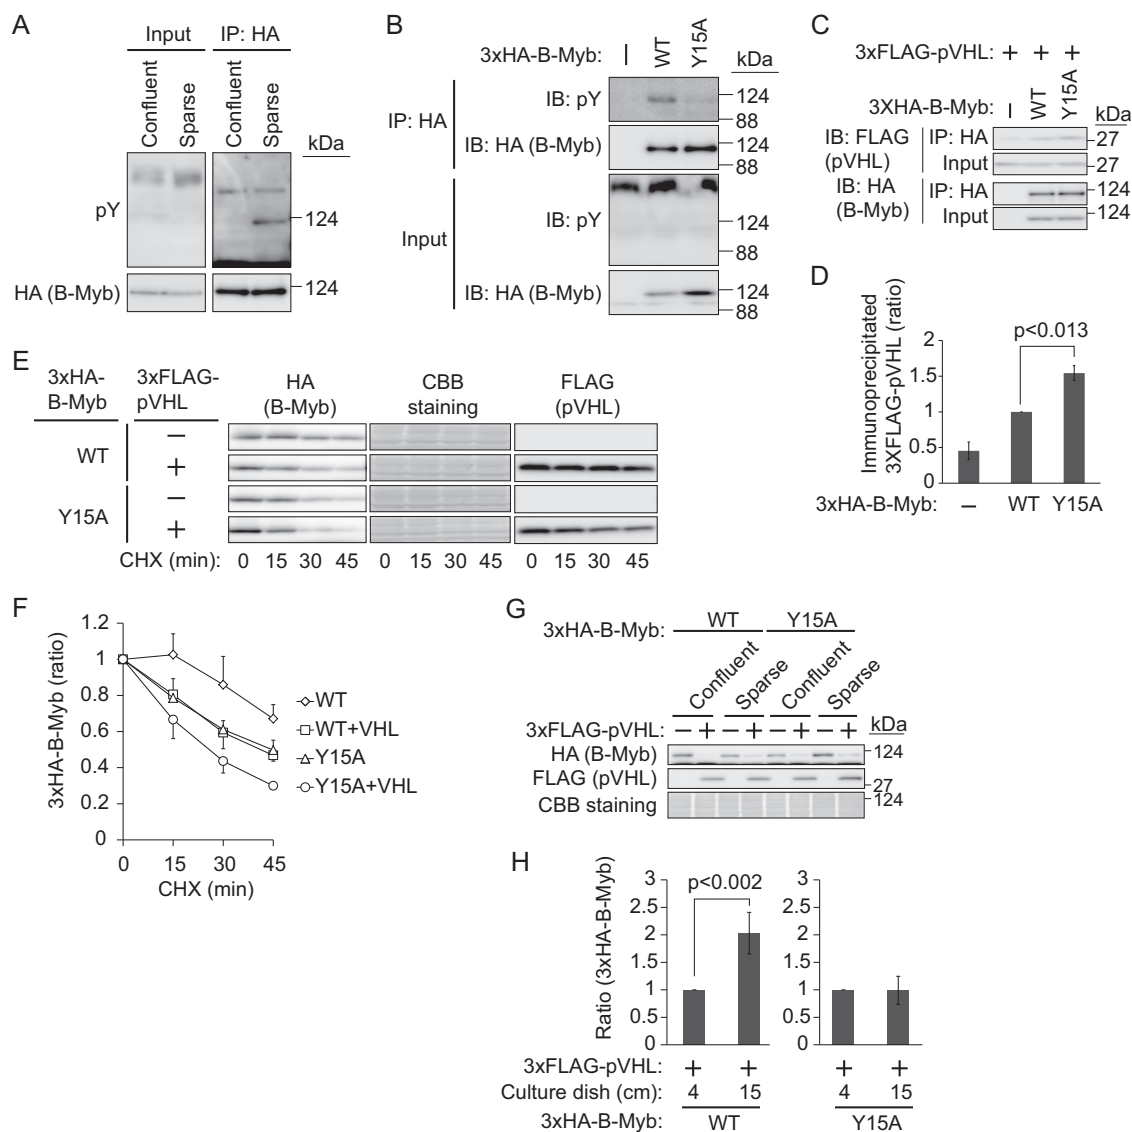 A
Input
IP: HA
Confluent
Sparse
Confluent
Sparse
kDa
pY
124
HA (B-Myb)
124
B
3xHA-B-Myb:
–
WT
Y15A
kDa
IP: HA
IB: pY
124
88
IB: HA (B-Myb)
124
88
Input
IB: pY
124
88
IB: HA (B-Myb)
124
88
C
3xFLAG-pVHL: + + +
3XHA-B-Myb: – WT Y15A
kDa
IB: FLAG
(pVHL)
IP: HA
27
Input
27
IB: HA
(B-Myb)
IP: HA
124
Input
124
D
Immunoprecipitated
3XFLAG-pVHL (ratio)
p<0.013
2
1.5
1
0.5
0
3xHA-B-Myb: – WT Y15A
E
3xHA-
B-Myb
3xFLAG-
pVHL
HA
(B-Myb)
CBB
staining
FLAG
(pVHL)
WT
–
+
Y15A
–
+
CHX (min): 0 15 30 45 0 15 30 45 0 15 30 45
F
3xHA-B-Myb (ratio)
1.2
1
0.8
0.6
0.4
0.2
0
WT
WT+VHL
Y15A
Y15A+VHL
0 15 30 45
CHX (min)
G
3xHA-B-Myb: WT Y15A
Confluent
Sparse
Confluent
Sparse
3xFLAG-pVHL: – + – + – + – + kDa
HA (B-Myb) 124
FLAG (pVHL) 27
CBB staining 124
H
Ratio (3xHA-B-Myb)
p<0.002
3
2.5
2
1.5
1
0.5
0
3
2.5
2
1.5
1
0.5
0
3xFLAG-pVHL: + + + +
Culture dish (cm): 4 15 4 15
3xHA-B-Myb: WT Y15A